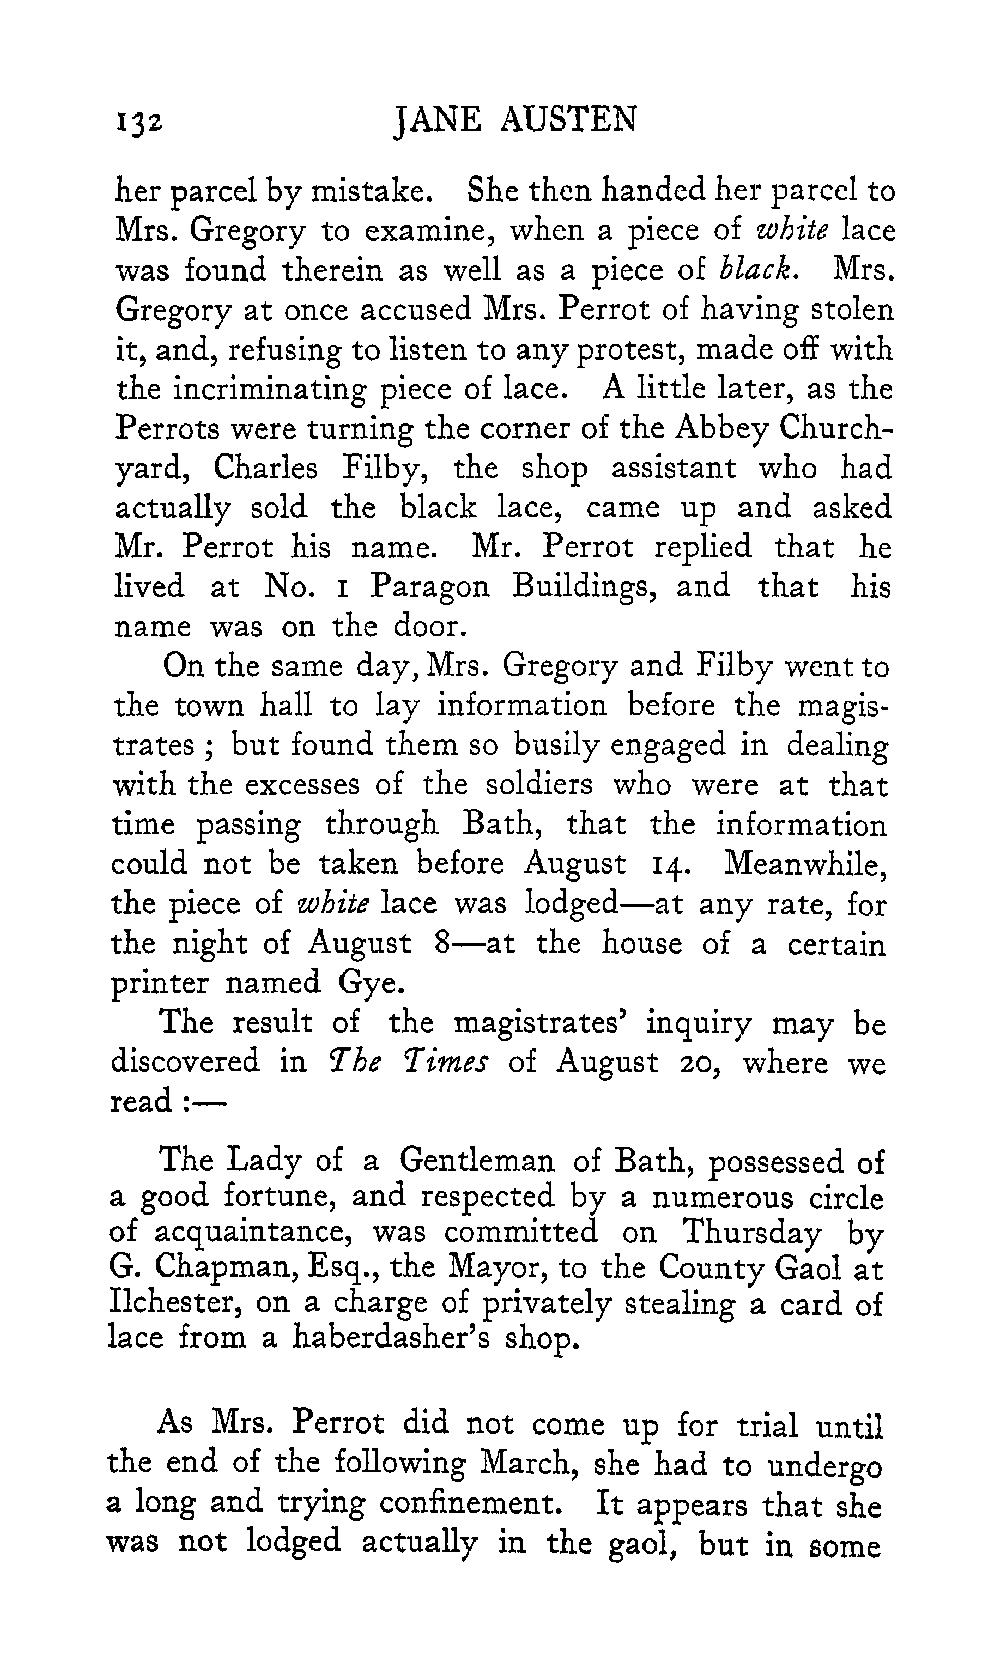 132 JANE AUSTEN
her parcel by mistake. She then handed her parcel to
Mrs. Gregory to examine, when a piece of white lace
was found therein as well as a piece of black. Mrs.
Gregory at once accused Mrs. Perrot of having stolen
it, and, refusing to listen to any protest, made off with
the incriminating piece of lace. A little later, as the
Perrots were turning the corner of the Abbey Church-
yard, Charles Filby, the shop assistant who had
actually sold the black lace, came up and asked
Mr. Perrot his name. Mr. Perrot replied that he
lived at No. 1 Paragon Buildings, and that his
name was on the door.
On the same day, Mrs. Gregory and Filby went to
the town hall to lay information before the magis-
trates ; but found them so busily engaged in dealing
with the excesses of the soldiers who were at that
time passing through Bath, that the information
could not be taken before August 14. Meanwhile,
the piece of white lace was lodged—at any rate, for
the night of August 8—at the house of a certain
printer named Gye.
The result of the magistrates' inquiry may be
discovered in The Times of August 20, where we
read :—
The Lady of a Gentleman of Bath, possessed of
a good fortune, and respected by a numerous circle
of acquaintance, was committed on Thursday by
G. Chapman, Esq., the Mayor, to the County Gaol at
Ilchester, on a charge of privately stealing a card of
lace from a haberdasher's shop.
As Mrs. Perrot did not come up for trial until
the end of the following March, she had to undergo
a long and trying confinement. It appears that she
was not lodged actually in the gaol, but in some